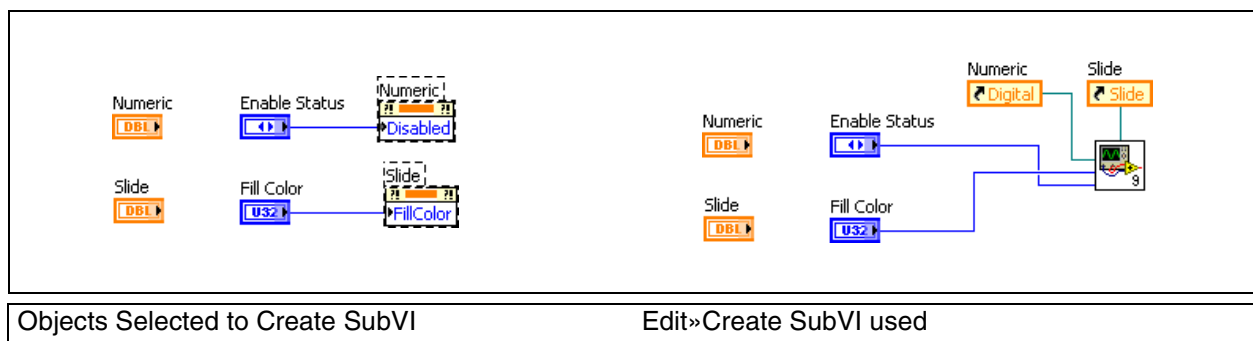 Numeric
DBL
Enable Status
Numeric
?! ?!
Disabled
Slide
DBL
Fill Color
U32
Slide
?! ?!
FillColor
Numeric
Digital
Slide
Slide
Numeric
DBL
Enable Status
9
Slide
DBL
Fill Color
U32
Objects Selected to Create SubVI
Edit»Create SubVI used